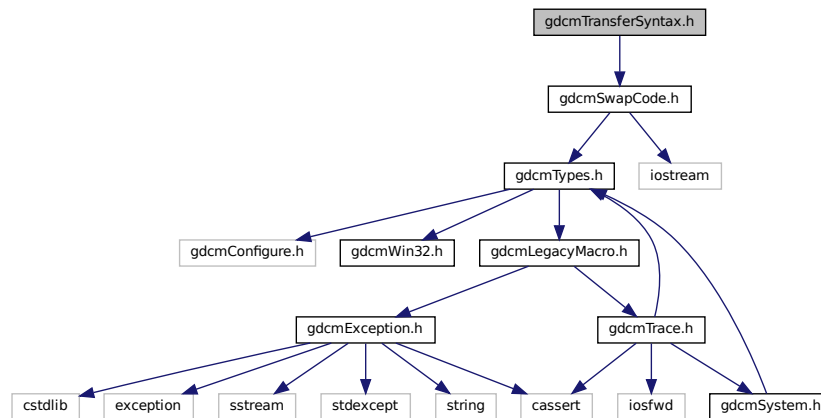 gdcmTransferSyntax.h
gdcmSwapCode.h
gdcmTypes.h
iostream
gdcmConfigure.h
gdcmWin32.h
gdcmLegacyMacro.h
gdcmException.h
gdcmTrace.h
cstdlib
exception
sstream
stdexcept
string
cassert
iosfwd
gdcmSystem.h